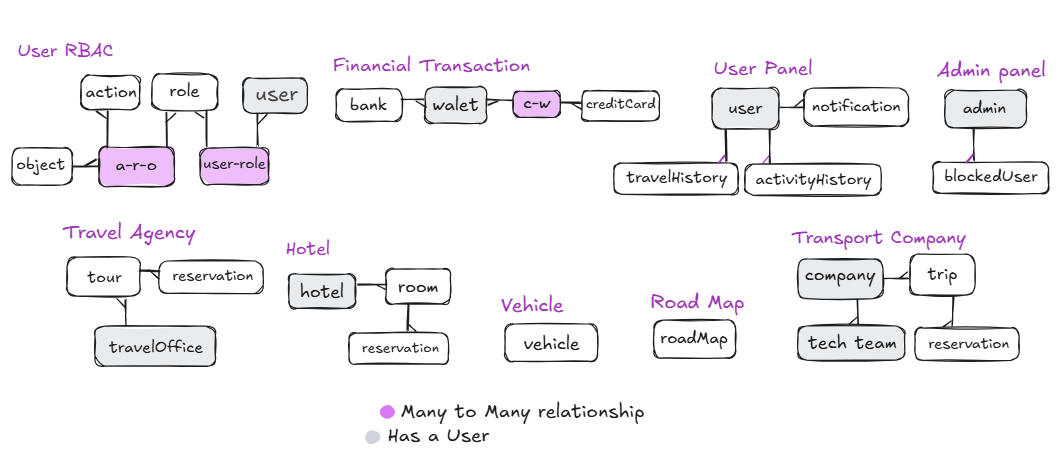 User RBAC
action
role
user
object
a-r-o
user-role
Financial Transaction
bank
walet
c-w
creditCard
User Panel
user
notification
travelHistory
activityHistory
Admin panel
admin
blockedUser
Travel Agency
tour
reservation
travelOffice
Hotel
hotel
room
reservation
Vehicle
vehicle
Road Map
roadMap
Transport Company
company
trip
tech team
reservation
Many to Many relationship
Has a User